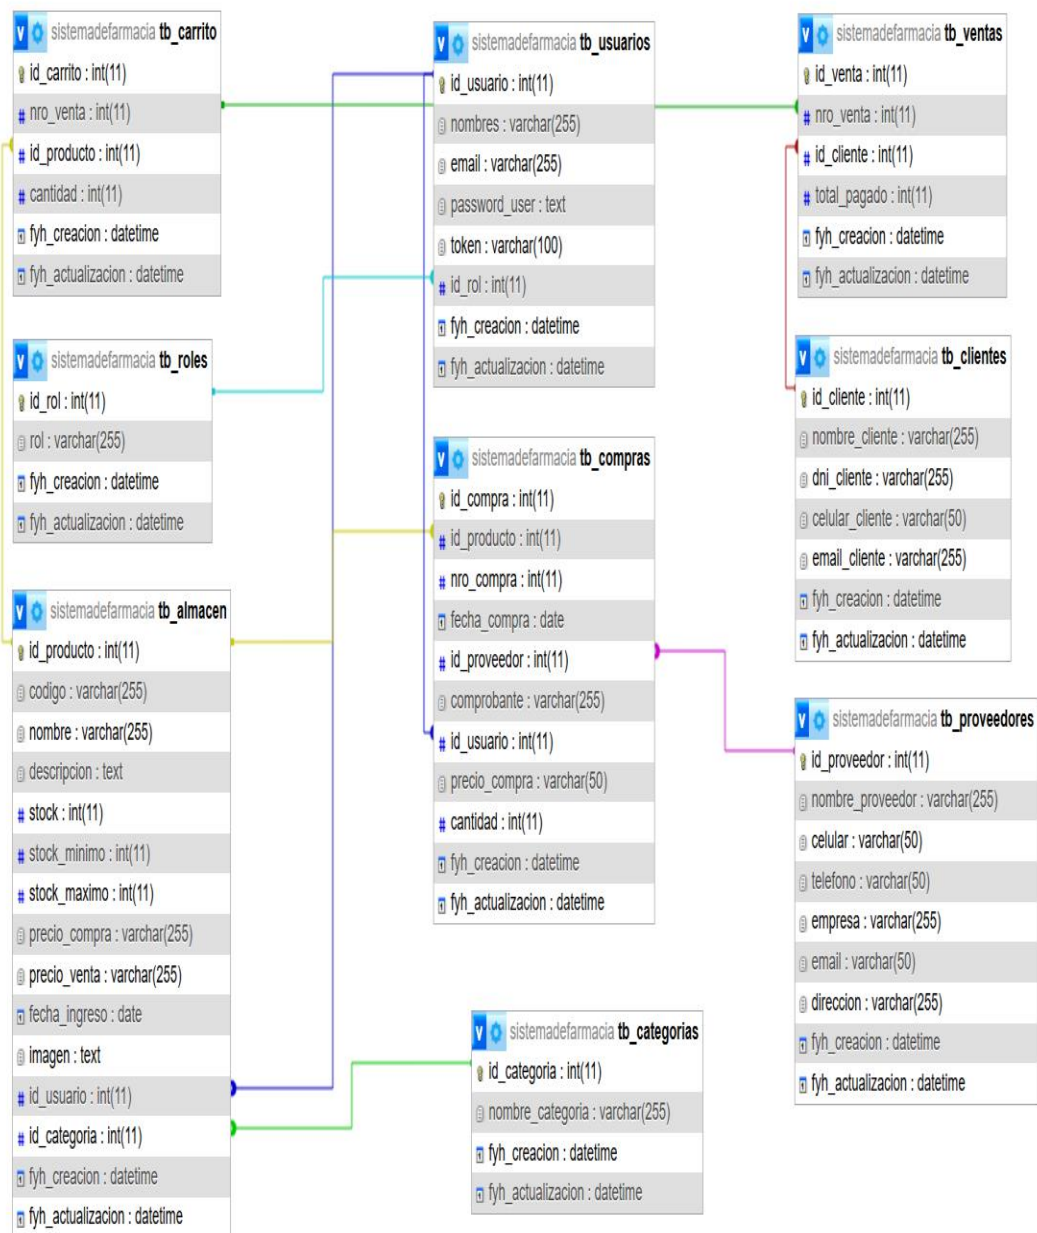 sistemadefarmacia tb_carrito
id_carrito : int(11)
nro_venta : int(11)
id_producto : int(11)
cantidad : int(11)
fyh_creacion : datetime
fyh_actualizacion : datetime
sistemadefarmacia tb_usuarios
id_usuario : int(11)
nombres : varchar(255)
email : varchar(255)
password_user : text
token : varchar(100)
id_rol : int(11)
fyh_creacion : datetime
fyh_actualizacion : datetime
sistemadefarmacia tb_ventas
id_venta : int(11)
nro_venta : int(11)
id_cliente : int(11)
total_pagado : int(11)
fyh_creacion : datetime
fyh_actualizacion : datetime
sistemadefarmacia tb_roles
id_rol : int(11)
rol : varchar(255)
fyh_creacion : datetime
fyh_actualizacion : datetime
sistemadefarmacia tb_clientes
id_cliente : int(11)
nombre_cliente : varchar(255)
dni_cliente : varchar(255)
celular_cliente : varchar(50)
email_cliente : varchar(255)
fyh_creacion : datetime
fyh_actualizacion : datetime
sistemadefarmacia tb_compras
id_compra : int(11)
id_producto : int(11)
nro_compra : int(11)
fecha_compra : date
id_proveedor : int(11)
comprobante : varchar(255)
id_usuario : int(11)
precio_compra : varchar(50)
cantidad : int(11)
fyh_creacion : datetime
fyh_actualizacion : datetime
sistemadefarmacia tb_almacen
id_producto : int(11)
codigo : varchar(255)
nombre : varchar(255)
descripcion : text
stock : int(11)
stock_minimo : int(11)
stock_maximo : int(11)
precio_compra : varchar(255)
precio_venta : varchar(255)
fecha_ingreso : date
imagen : text
id_usuario : int(11)
id_categoria : int(11)
fyh_creacion : datetime
fyh_actualizacion : datetime
sistemadefarmacia tb_proveedores
id_proveedor : int(11)
nombre_proveedor : varchar(255)
celular : varchar(50)
telefono : varchar(50)
empresa : varchar(255)
email : varchar(50)
direccion : varchar(255)
fyh_creacion : datetime
fyh_actualizacion : datetime
sistemadefarmacia tb_categorias
id_categoria : int(11)
nombre_categoria : varchar(255)
fyh_creacion : datetime
fyh_actualizacion : datetime